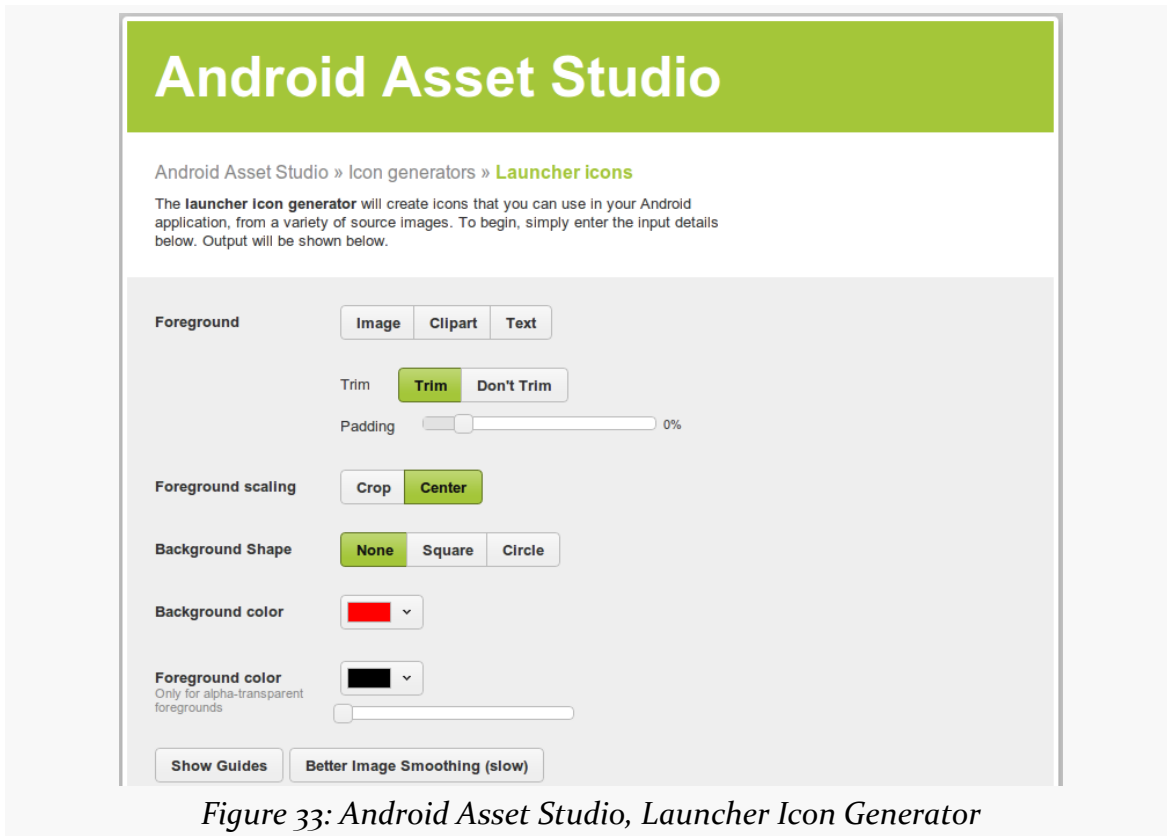 Android Asset Studio
Android Asset Studio » Icon generators » Launcher icons
The launcher icon generator will create icons that you can use in your Android
application, from a variety of source images. To begin, simply enter the input details
below. Output will be shown below.
Foreground Image Clipart Text
Trim Trim Don't Trim
Padding 0%
Foreground scaling Crop Center
Background Shape None Square Circle
Background color
Foreground color
Only for alpha-transparent
foregrounds
Show Guides Better Image Smoothing (slow)
Figure 33: Android Asset Studio, Launcher Icon Generator